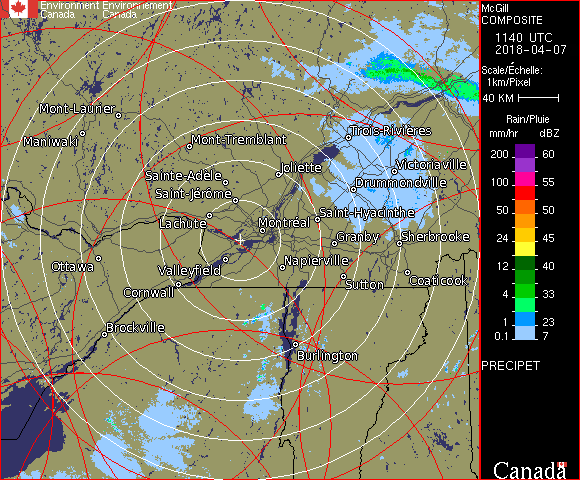 Environment Environnement
Canada Canada
McGill
COMPOSITE
1140 UTC
2018-04-07
Scale/Échelle:
1km/Pixel
40 KM
Rain/Pluie
mm/hr dBZ
200 60
100 55
50 50
24 45
12 40
4 33
1 23
0.1 7
PRECIPET
Canada
Mont-Laurier
Maniwaki
Mont-Tremblant
Trois-Rivières
Sainte-Adèle
Joliette
Victoriaville
Saint-Jérôme
Drummondville
Lachute
Montréal
Saint-Hyacinthe
Granby
Sherbrooke
Ottawa
Valleyfield
Napierville
Cornwall
Sutton
Coaticook
Brockville
Burlington